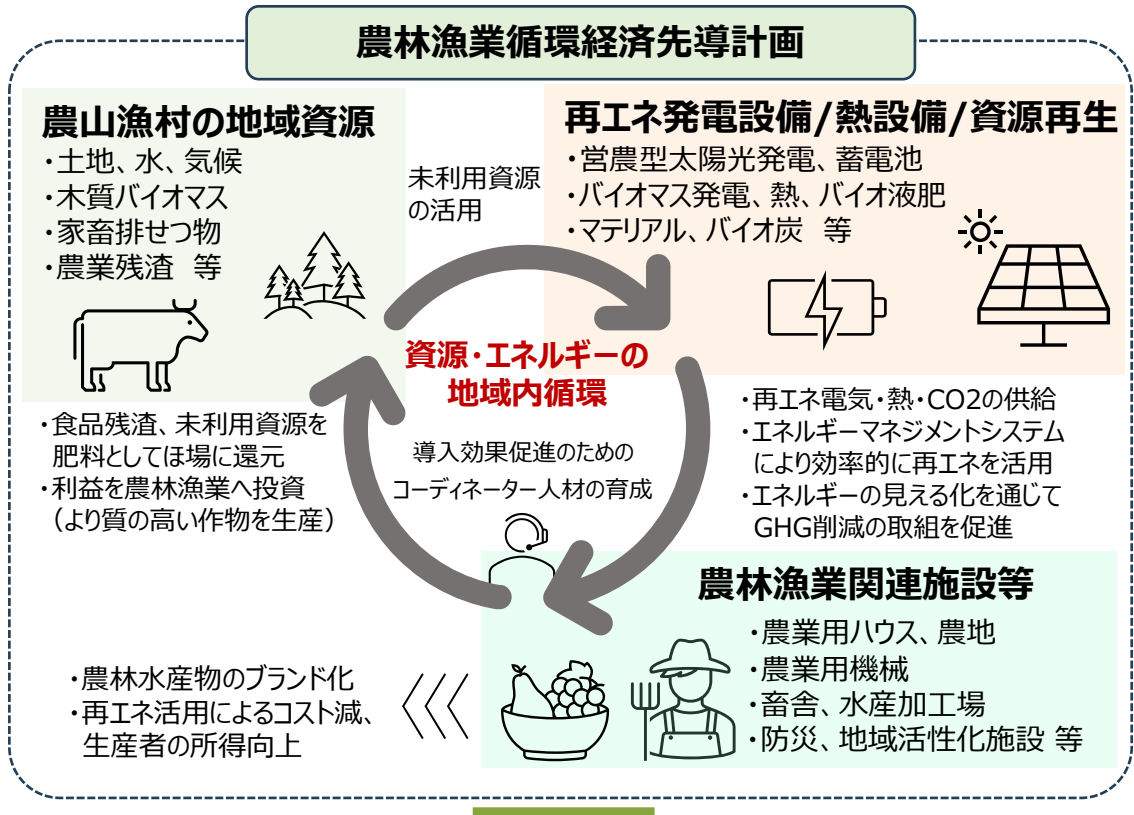 農林漁業循環経済先導計画
農山漁村の地域資源
・土地、水、気候
・木質バイオマス
・家畜排せつ物
・農業残渣 等
未利用資源
の活用
再エネ発電設備/熱設備/資源再生
・営農型太陽光発電、蓄電池
・バイオマス発電、熱、バイオ液肥
・マテリアル、バイオ炭 等
資源・エネルギーの
地域内循環
導入効果促進のための
コーディネーター人材の育成
・食品残渣、未利用資源を
肥料としてほ場に還元
・利益を農林漁業へ投資
(より質の高い作物を生産)
・再エネ電気・熱・CO2の供給
・エネルギーマネジメントシステム
により効率的に再エネを活用
・エネルギーの見える化を通じて
GHG削減の取組を促進
農林漁業関連施設等
・農業用ハウス、農地
・農業用機械
・畜舎、水産加工場
・防災、地域活性化施設 等
・農林水産物のブランド化
・再エネ活用によるコスト減、
生産者の所得向上